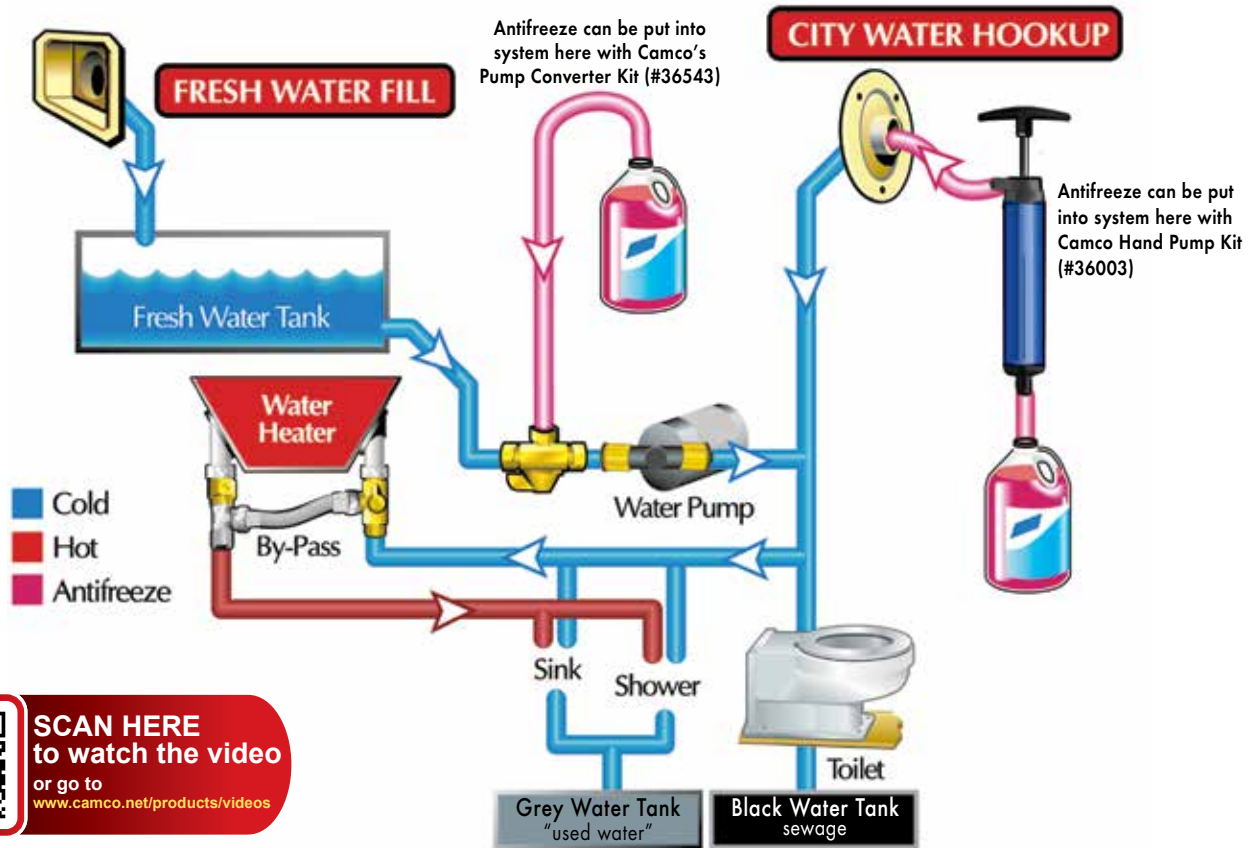 Antifreeze can be put into
system here with Camco's
Pump Converter Kit (#36543)
CITY WATER HOOKUP
FRESH WATER FILL
Antifreeze can be put
into system here with
Camco Hand Pump Kit
(#36003)
Fresh Water Tank
Water
Heater
Water Pump
By-Pass
Cold
Hot
Antifreeze
Sink
Shower
Toilet
SCAN HERE
to watch the video
or go to
www.camco.net/products/videos
Grey Water Tank
"used water"
Black Water Tank
sewage